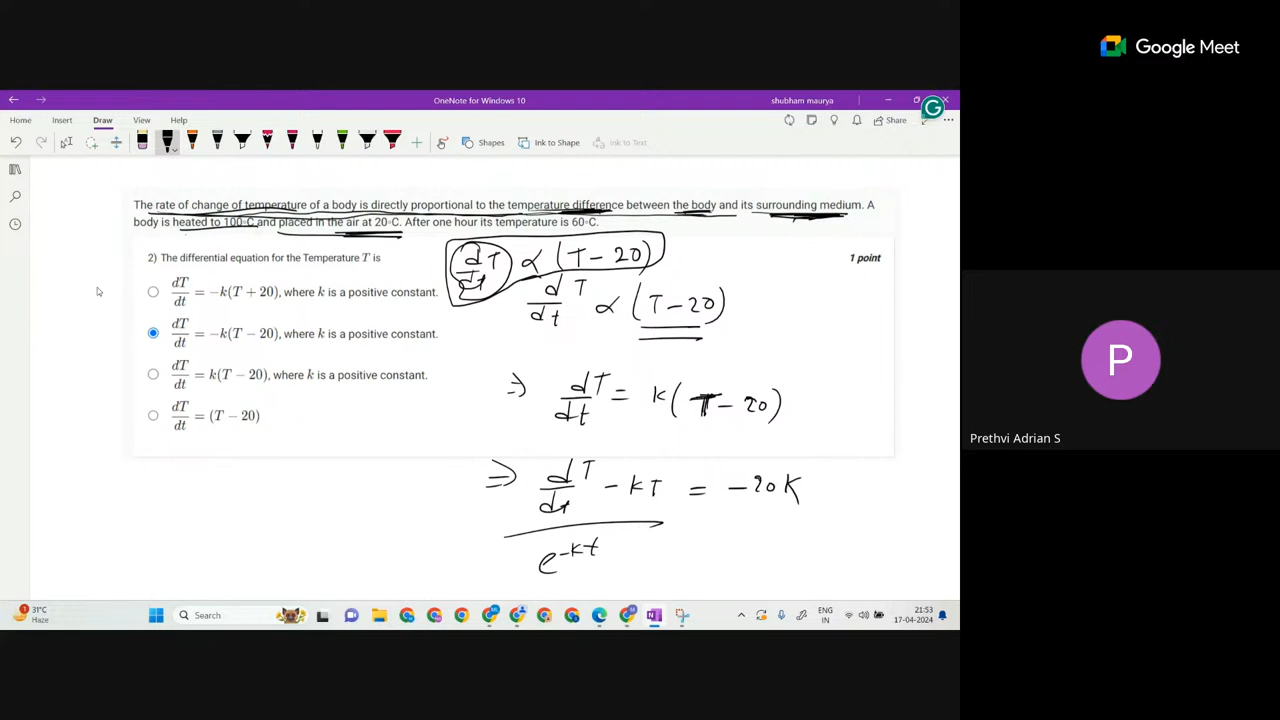 Google Meet
OneNote for Windows 10
shubham maurya
Home Insert Draw View Help
Share
Shapes Ink to Shape Ink to Text
The rate of change of temperature of a body is directly proportional to the temperature difference between the body and its surrounding medium. A
body is heated to 100◦C and placed in the air at 20◦C. After one hour its temperature is 60◦C.
2) The differential equation for the Temperature T is
1 point
dT/dt ∝ (T − 20)
dT/dt = −k(T + 20), where k is a positive constant.
dT/dt ∝ (T − 20)
dT/dt = −k(T − 20), where k is a positive constant.
dT/dt = k(T − 20), where k is a positive constant.
⇒ dT/dt = k(T − 20)
dT/dt = (T − 20)
⇒ dT/dt − kT = −20K
e^−kt
P
Prethvi Adrian S
31°C
Haze
Search
ENG
IN
21:53
17-04-2024